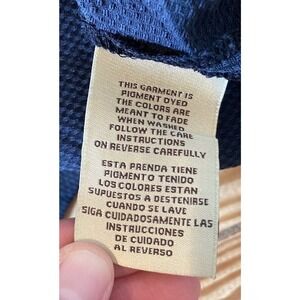 THIS GARMENT IS
PIGMENT DYED
THE COLORS ARE
MEANT TO FADE
WHEN WASHED
FOLLOW THE CARE
INSTRUCTIONS
ON REVERSE CAREFULLY
ESTA PRENDA TIENE
PIGMENTO TENIDO
LOS COLORES ESTAN
SUPUESTOS A DESTENIRSE
CUANDO SE LAVE
SIGA CUIDADOSAMENTE LAS
INSTRUCCIONES
DE CUIDADO
AL REVERSO